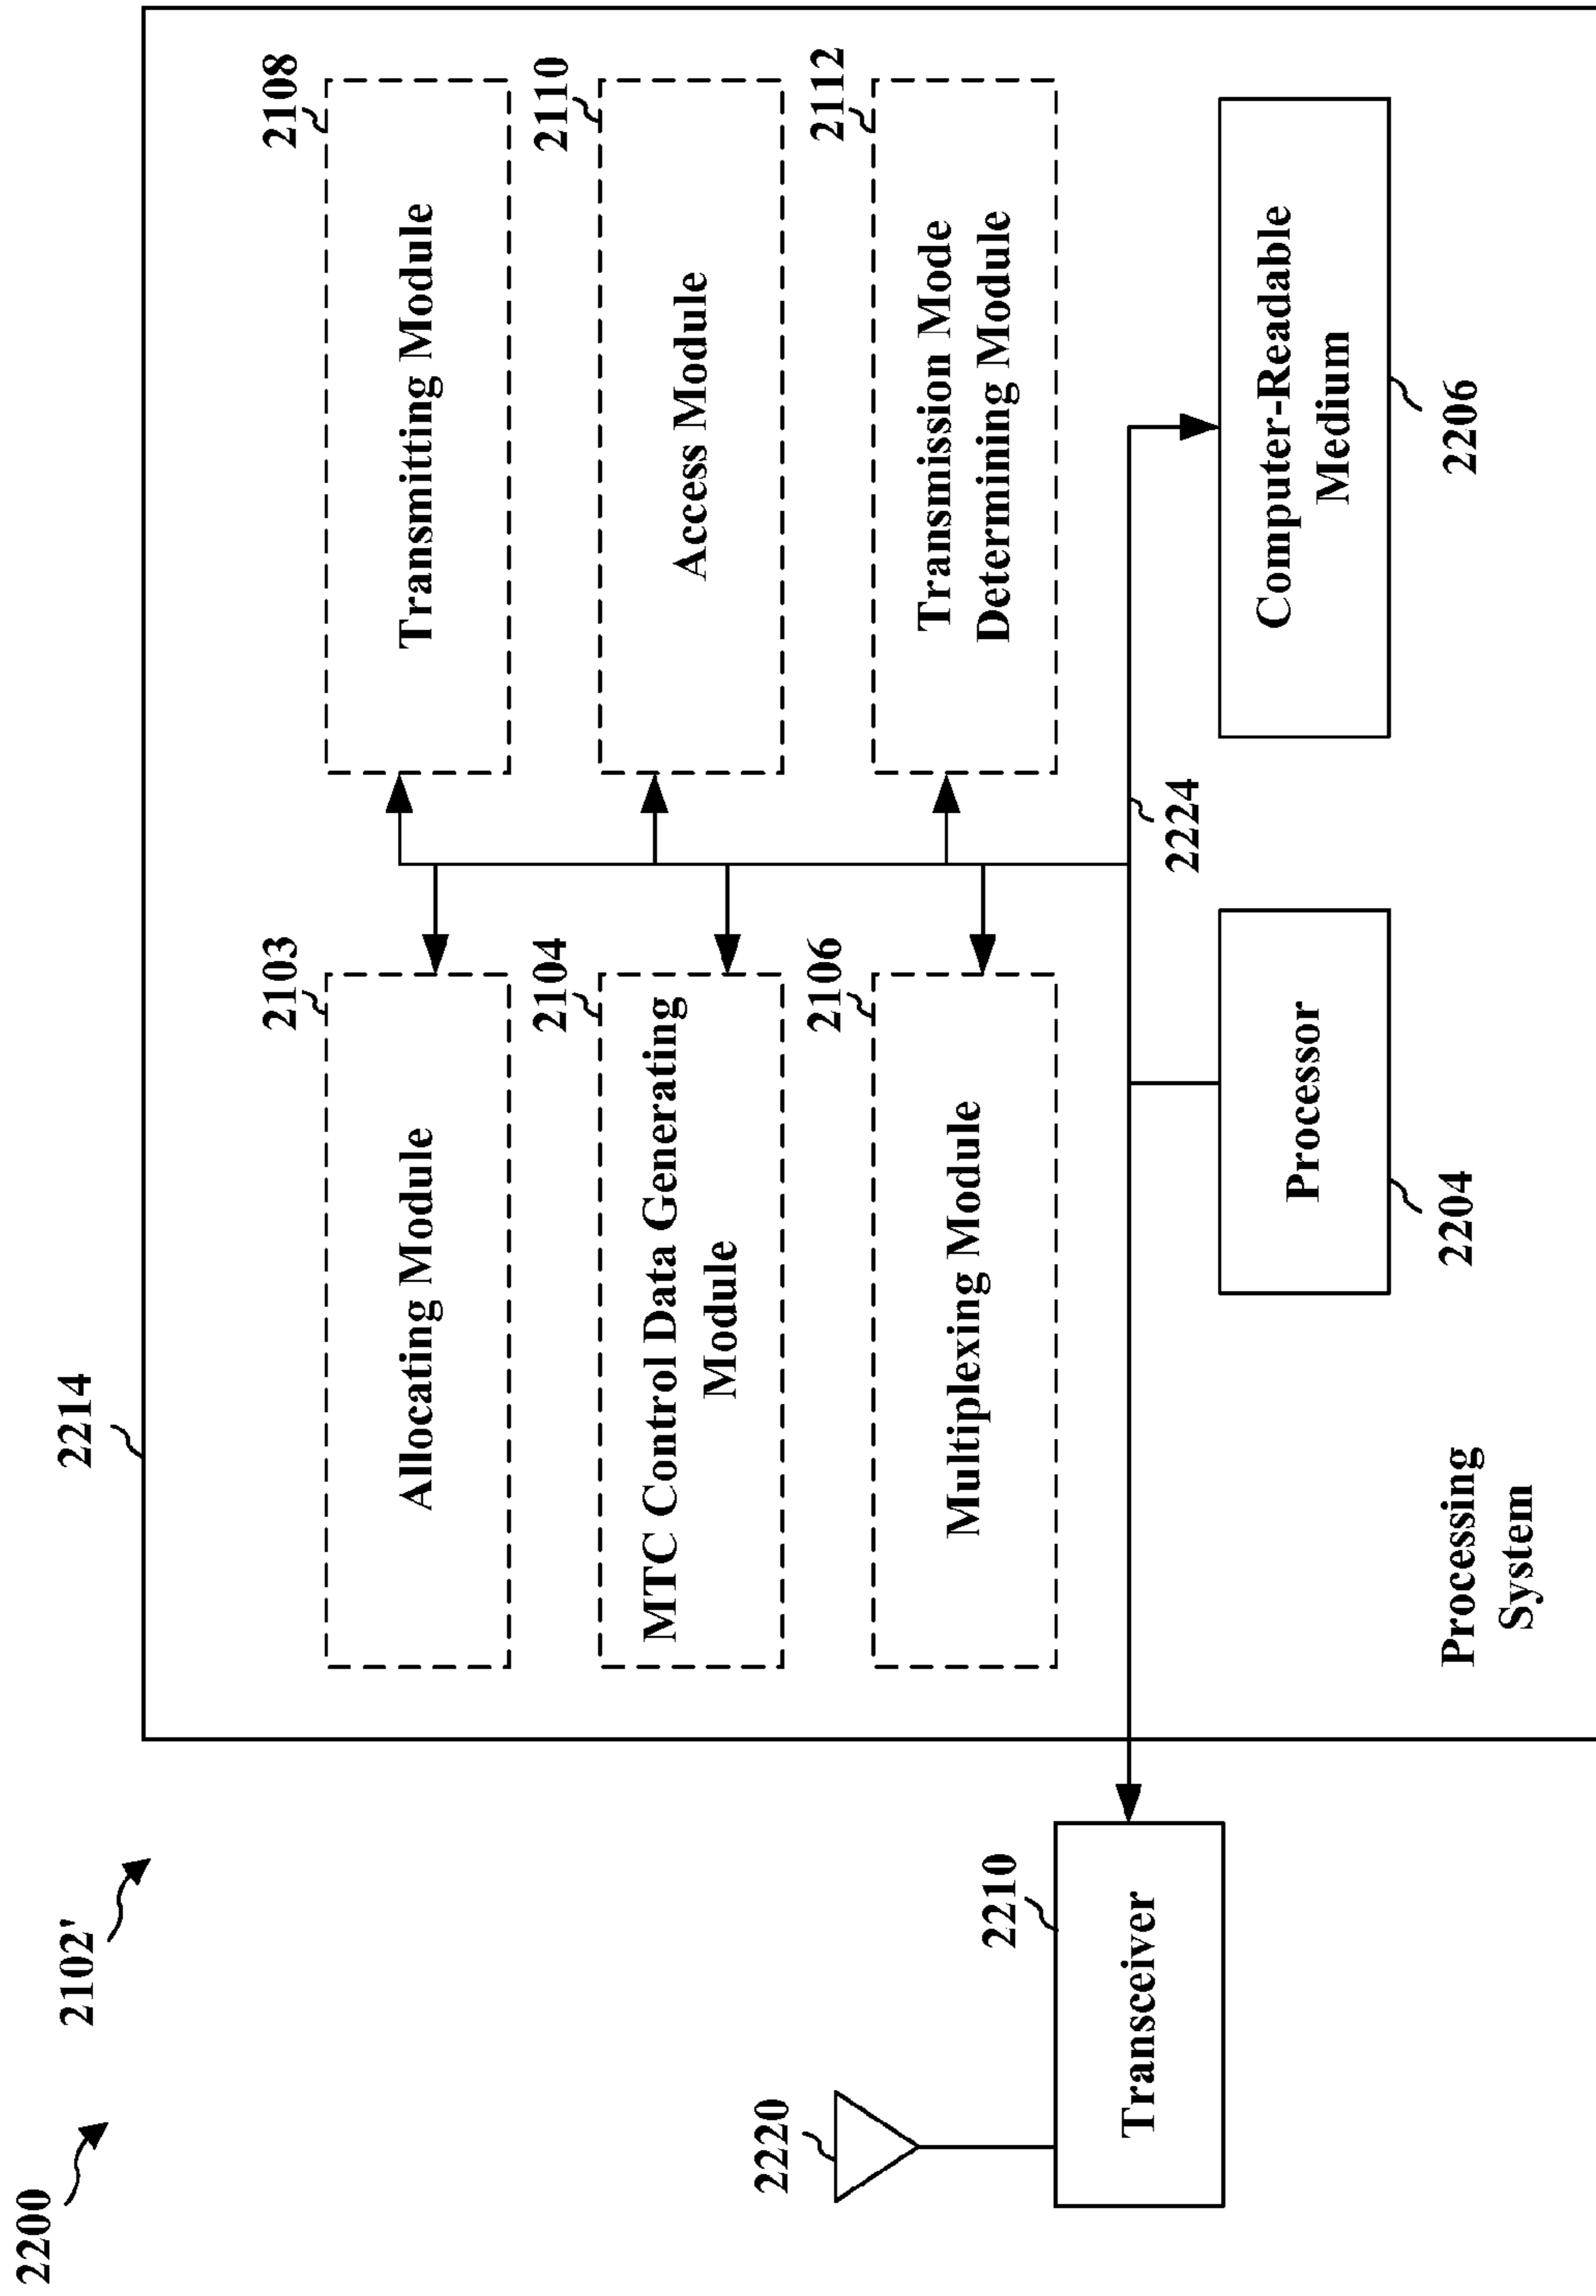 2200
2102'
2214
2103
Allocating Module
2108
Transmitting Module
2104
MTC Control Data Generating
Module
2110
Access Module
2106
Multiplexing Module
2112
Transmission Mode
Determining Module
2220
2210
Transceiver
2224
Processor
2204
Computer-Readable
Medium
2206
Processing
System